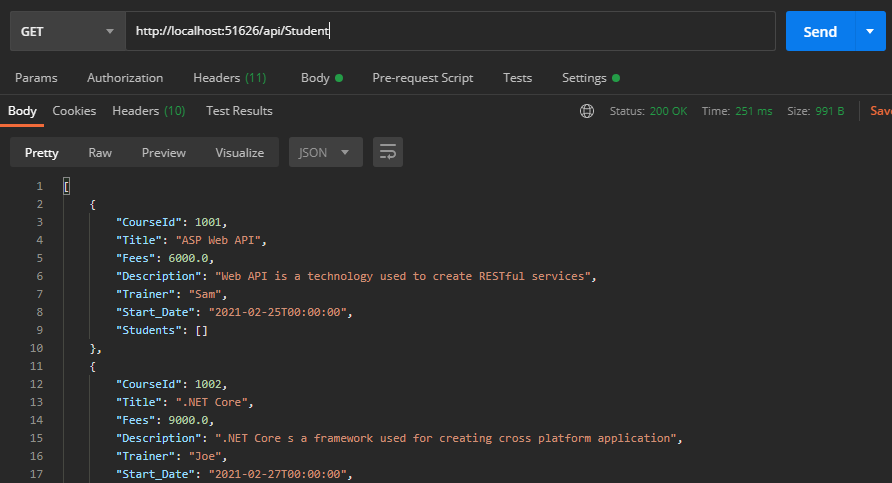 GET http://localhost:51626/api/Student Send
Params Authorization Headers (11) Body Pre-request Script Tests Settings
Body Cookies Headers (10) Test Results Status: 200 OK Time: 251 ms Size: 991 B Save
Pretty Raw Preview Visualize JSON
1 [
2 {
3 "CourseId": 1001,
4 "Title": "ASP Web API",
5 "Fees": 6000.0,
6 "Description": "Web API is a technology used to create RESTful services",
7 "Trainer": "Sam",
8 "Start_Date": "2021-02-25T00:00:00",
9 "Students": []
10 },
11 {
12 "CourseId": 1002,
13 "Title": ".NET Core",
14 "Fees": 9000.0,
15 "Description": ".NET Core s a framework used for creating cross platform application",
16 "Trainer": "Joe",
17 "Start_Date": "2021-02-27T00:00:00",